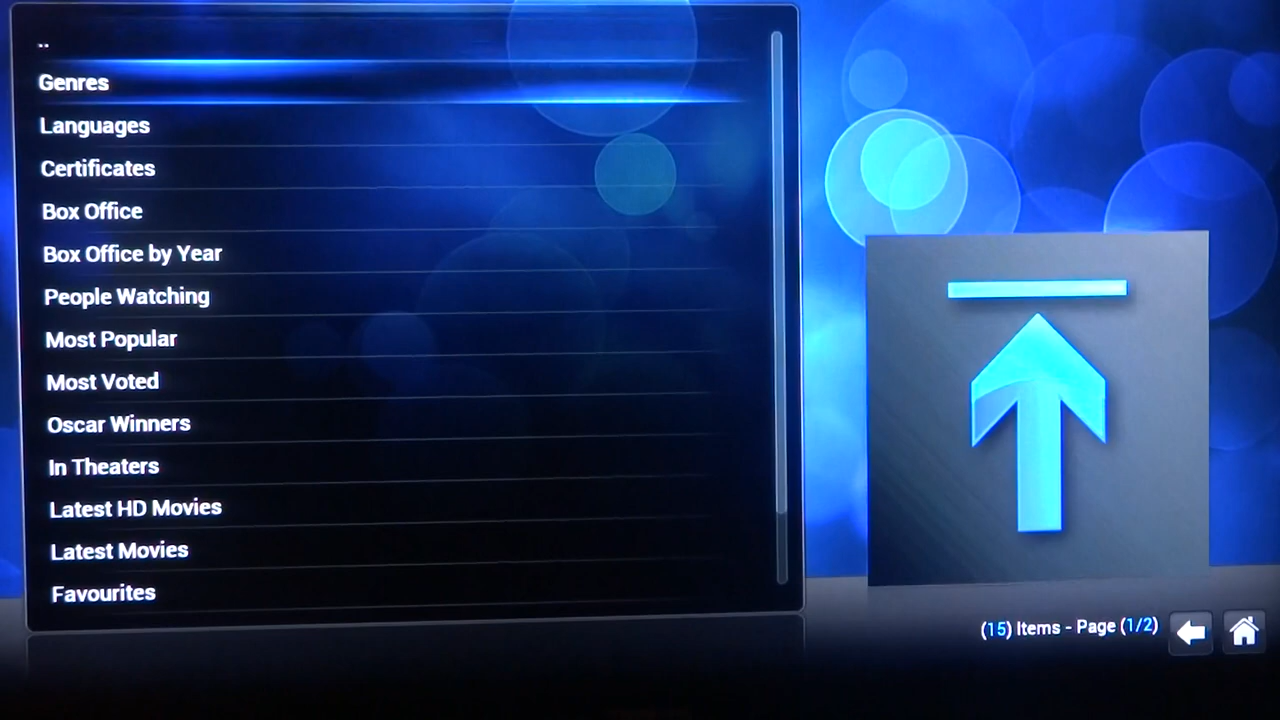 ..
Genres
Languages
Certificates
Box Office
Box Office by Year
People Watching
Most Popular
Most Voted
Oscar Winners
In Theaters
Latest HD Movies
Latest Movies
Favourites
(15) Items - Page (1/2)